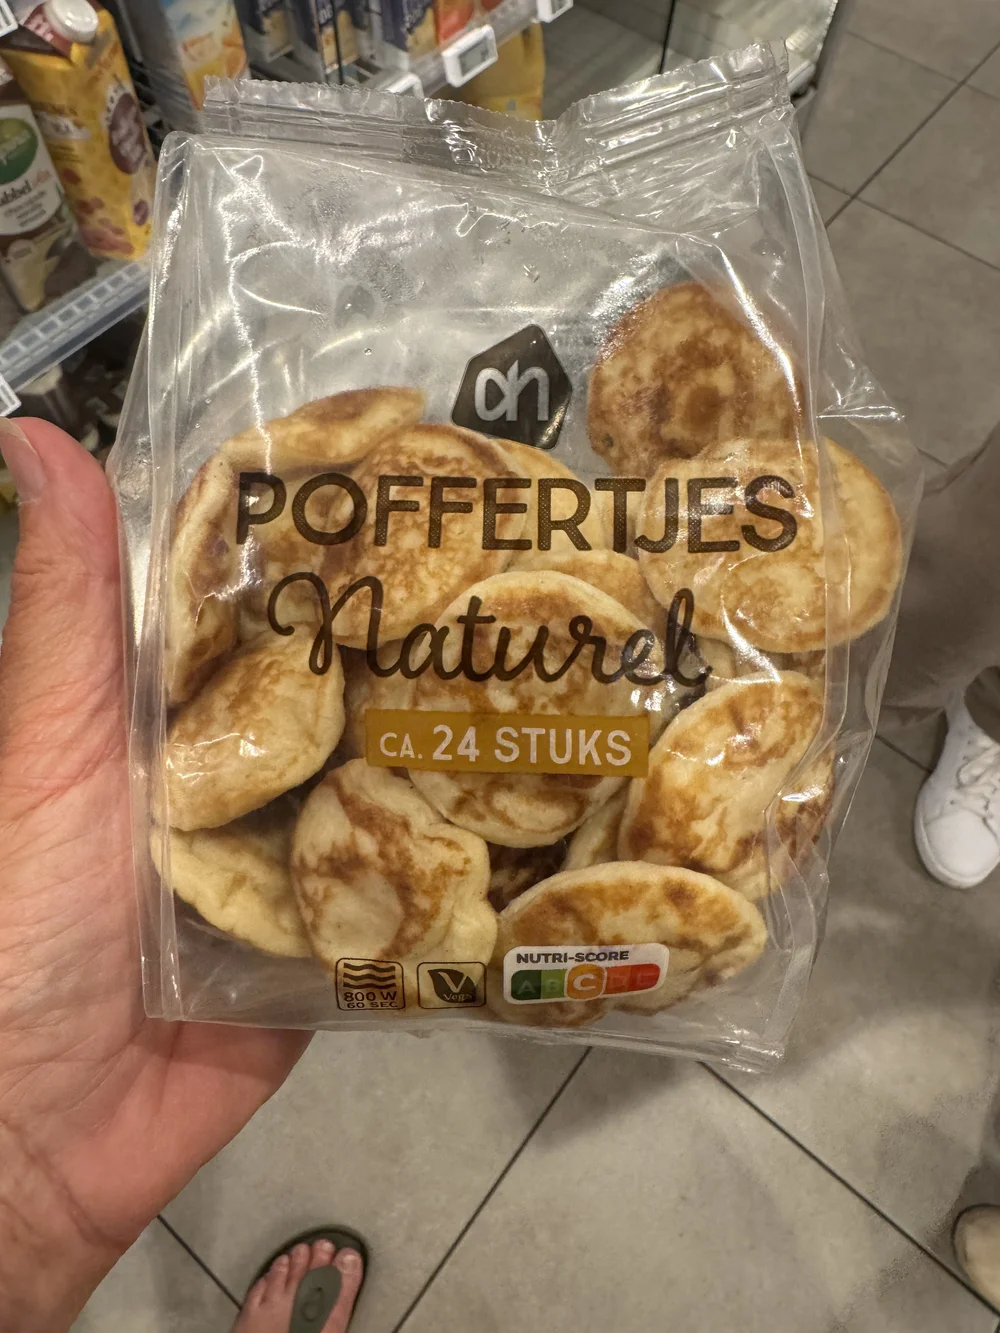 ah
POFFERTJES
Naturel
CA. 24 STUKS
800 W
60 SEC
V
Vega
NUTRI-SCORE
A B C D E